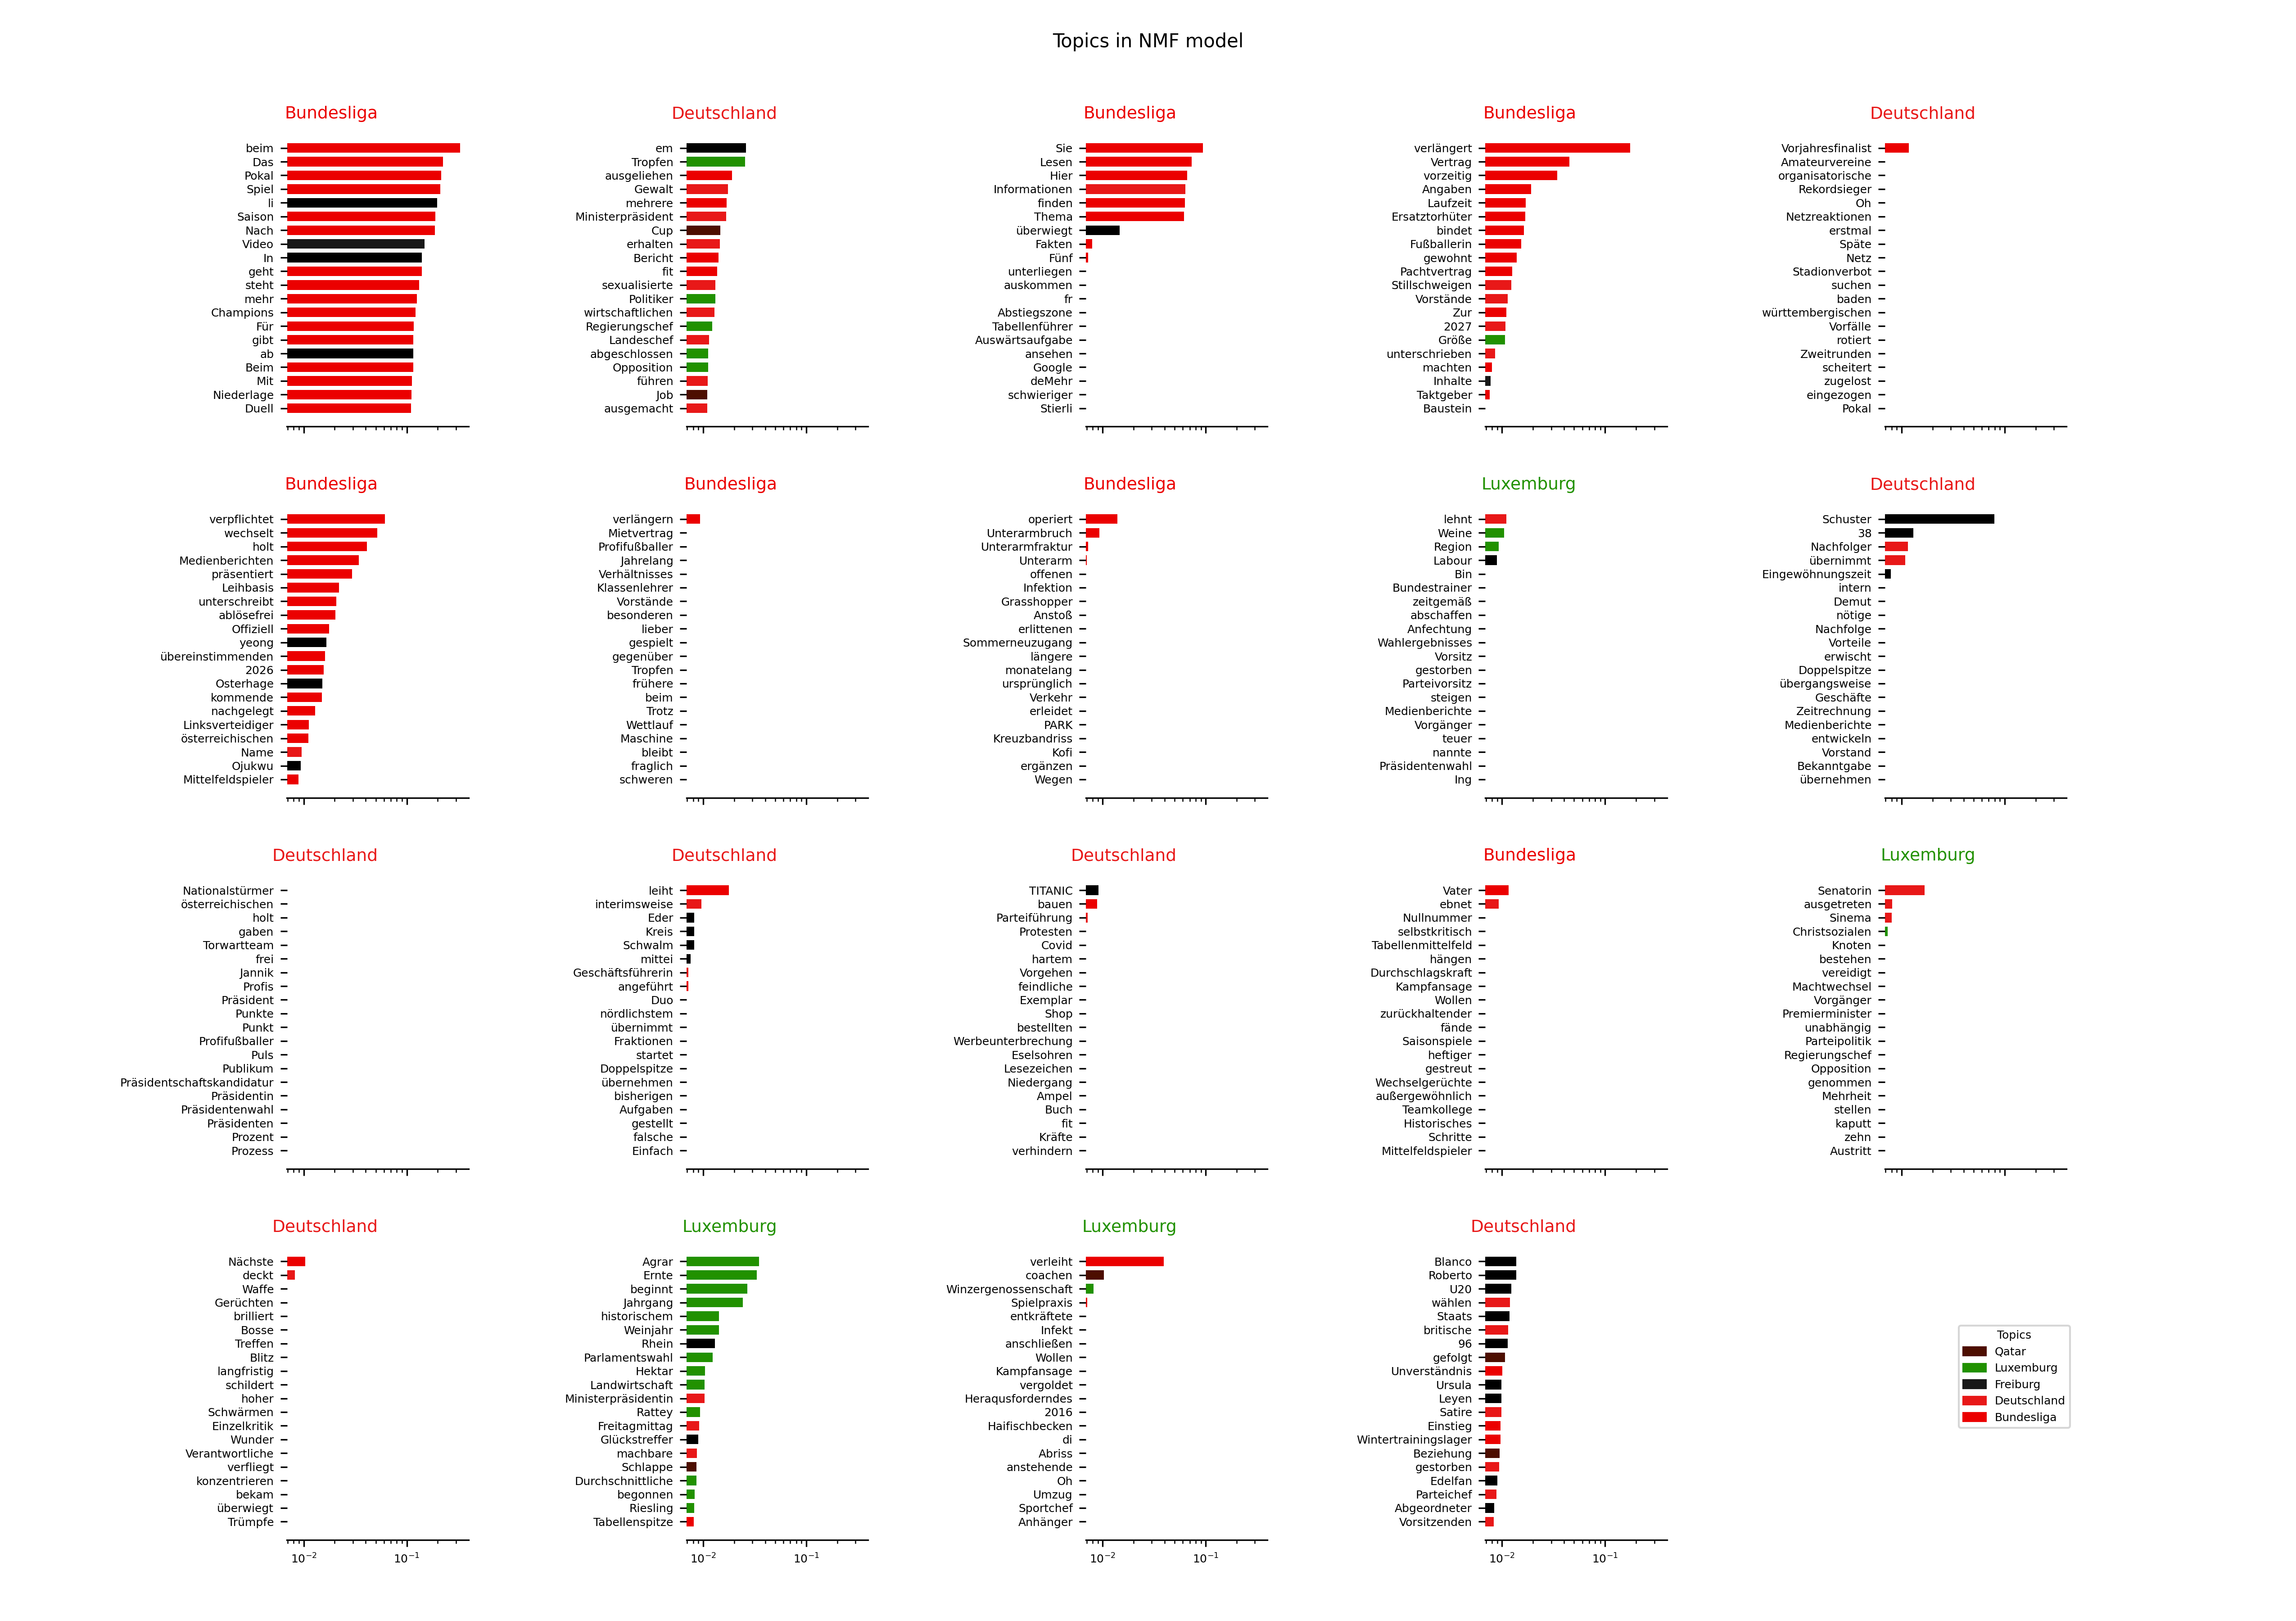 Topics in NMF model
Bundesliga
beim
Das
Pokal
Spiel
li
Saison
Nach
Video
In
geht
steht
mehr
Champions
Für
gibt
ab
Beim
Mit
Niederlage
Duell
Deutschland
em
Tropfen
ausgeliehen
Gewalt
mehrere
Ministerpräsident
Cup
erhalten
Bericht
fit
sexualisierte
Politiker
wirtschaftlichen
Regierungschef
Landeschef
abgeschlossen
Opposition
führen
Job
ausgemacht
Bundesliga
Sie
Lesen
Hier
Informationen
finden
Thema
überwiegt
Fakten
Fünf
unterliegen
auskommen
fr
Abstiegszone
Tabellenführer
Auswärtsaufgabe
ansehen
Google
deMehr
schwieriger
Stierli
Bundesliga
verlängert
Vertrag
vorzeitig
Angaben
Laufzeit
Ersatztorhüter
bindet
Fußballerin
gewohnt
Pachtvertrag
Stillschweigen
Vorstände
Zur
2027
Größe
unterschrieben
machten
Inhalte
Taktgeber
Baustein
Deutschland
Vorjahresfinalist
Amateurvereine
organisatorische
Rekordsieger
Oh
Netzreaktionen
erstmal
Späte
Netz
Stadionverbot
suchen
baden
württembergischen
Vorfälle
rotiert
Zweitrunden
scheitert
zugelost
eingezogen
Pokal
Bundesliga
verpflichtet
wechselt
holt
Medienberichten
präsentiert
Leihbasis
unterschreibt
ablösefrei
Offiziell
yeong
übereinstimmenden
2026
Osterhage
kommende
nachgelegt
Linksverteidiger
österreichischen
Name
Ojukwu
Mittelfeldspieler
Bundesliga
verlängern
Mietvertrag
Profifußballer
Jahrelang
Verhältnisses
Klassenlehrer
Vorstände
besonderen
lieber
gespielt
gegenüber
Tropfen
frühere
beim
Trotz
Wettlauf
Maschine
bleibt
fraglich
schweren
Bundesliga
operiert
Unterarmbruch
Unterarmfraktur
Unterarm
offenen
Infektion
Grasshopper
Anstoß
erlittenen
Sommerneuzugang
längere
monatelang
ursprünglich
Verkehr
erleidet
PARK
Kreuzbandriss
Kofi
ergänzen
Wegen
Luxemburg
lehnt
Weine
Region
Labour
Bin
Bundestrainer
zeitgemäß
abschaffen
Anfechtung
Wahlergebnisses
Vorsitz
gestorben
Parteivorsitz
steigen
Medienberichte
Vorgänger
teuer
nannte
Präsidentenwahl
Ing
Deutschland
Schuster
38
Nachfolger
übernimmt
Eingewöhnungszeit
intern
Demut
nötige
Nachfolge
Vorteile
erwischt
Doppelspitze
übergangsweise
Geschäfte
Zeitrechnung
Medienberichte
entwickeln
Vorstand
Bekanntgabe
übernehmen
Deutschland
Nationalstürmer
österreichischen
holt
gaben
Torwartteam
frei
Jannik
Profis
Präsident
Punkte
Punkt
Profifußballer
Puls
Publikum
Präsidentschaftskandidatur
Präsidentin
Präsidentenwahl
Präsidenten
Prozent
Prozess
Deutschland
leiht
interimsweise
Eder
Kreis
Schwalm
mittei
Geschäftsführerin
angeführt
Duo
nördlichstem
übernimmt
Fraktionen
startet
Doppelspitze
übernehmen
bisherigen
Aufgaben
gestellt
falsche
Einfach
Deutschland
TITANIC
bauen
Parteiführung
Protesten
Covid
hartem
Vorgehen
feindliche
Exemplar
Shop
bestellten
Werbeunterbrechung
Eselsohren
Lesezeichen
Niedergang
Ampel
Buch
fit
Kräfte
verhindern
Bundesliga
Vater
ebnet
Nullnummer
selbstkritisch
Tabellenmittelfeld
hängen
Durchschlagskraft
Kampfansage
Wollen
zurückhaltender
fände
Saisonspiele
heftiger
gestreut
Wechselgerüchte
außergewöhnlich
Teamkollege
Historisches
Schritte
Mittelfeldspieler
Luxemburg
Senatorin
ausgetreten
Sinema
Christsozialen
Knoten
bestehen
vereidigt
Machtwechsel
Vorgänger
Premierminister
unabhängig
Parteipolitik
Regierungschef
Opposition
genommen
Mehrheit
stellen
kaputt
zehn
Austritt
Deutschland
Nächste
deckt
Waffe
Gerüchten
brilliert
Bosse
Treffen
Blitz
langfristig
schildert
hoher
Schwärmen
Einzelkritik
Wunder
Verantwortliche
verfliegt
konzentrieren
bekam
überwiegt
Trümpfe
10⁻² 10⁻¹
Luxemburg
Agrar
Ernte
beginnt
Jahrgang
historischem
Weinjahr
Rhein
Parlamentswahl
Hektar
Landwirtschaft
Ministerpräsidentin
Rattey
Freitagmittag
Glückstreffer
machbare
Schlappe
Durchschnittliche
begonnen
Riesling
Tabellenspitze
10⁻² 10⁻¹
Luxemburg
verleiht
coachen
Winzergenossenschaft
Spielpraxis
entkräftete
Infekt
anschließen
Wollen
Kampfansage
vergoldet
Heraqusforderndes
2016
Haifischbecken
di
Abriss
anstehende
Oh
Umzug
Sportchef
Anhänger
10⁻² 10⁻¹
Deutschland
Blanco
Roberto
U20
wählen
Staats
britische
96
gefolgt
Unverständnis
Ursula
Leyen
Satire
Einstieg
Wintertrainingslager
Beziehung
gestorben
Edelfan
Parteichef
Abgeordneter
Vorsitzenden
10⁻² 10⁻¹
Topics
Qatar
Luxemburg
Freiburg
Deutschland
Bundesliga